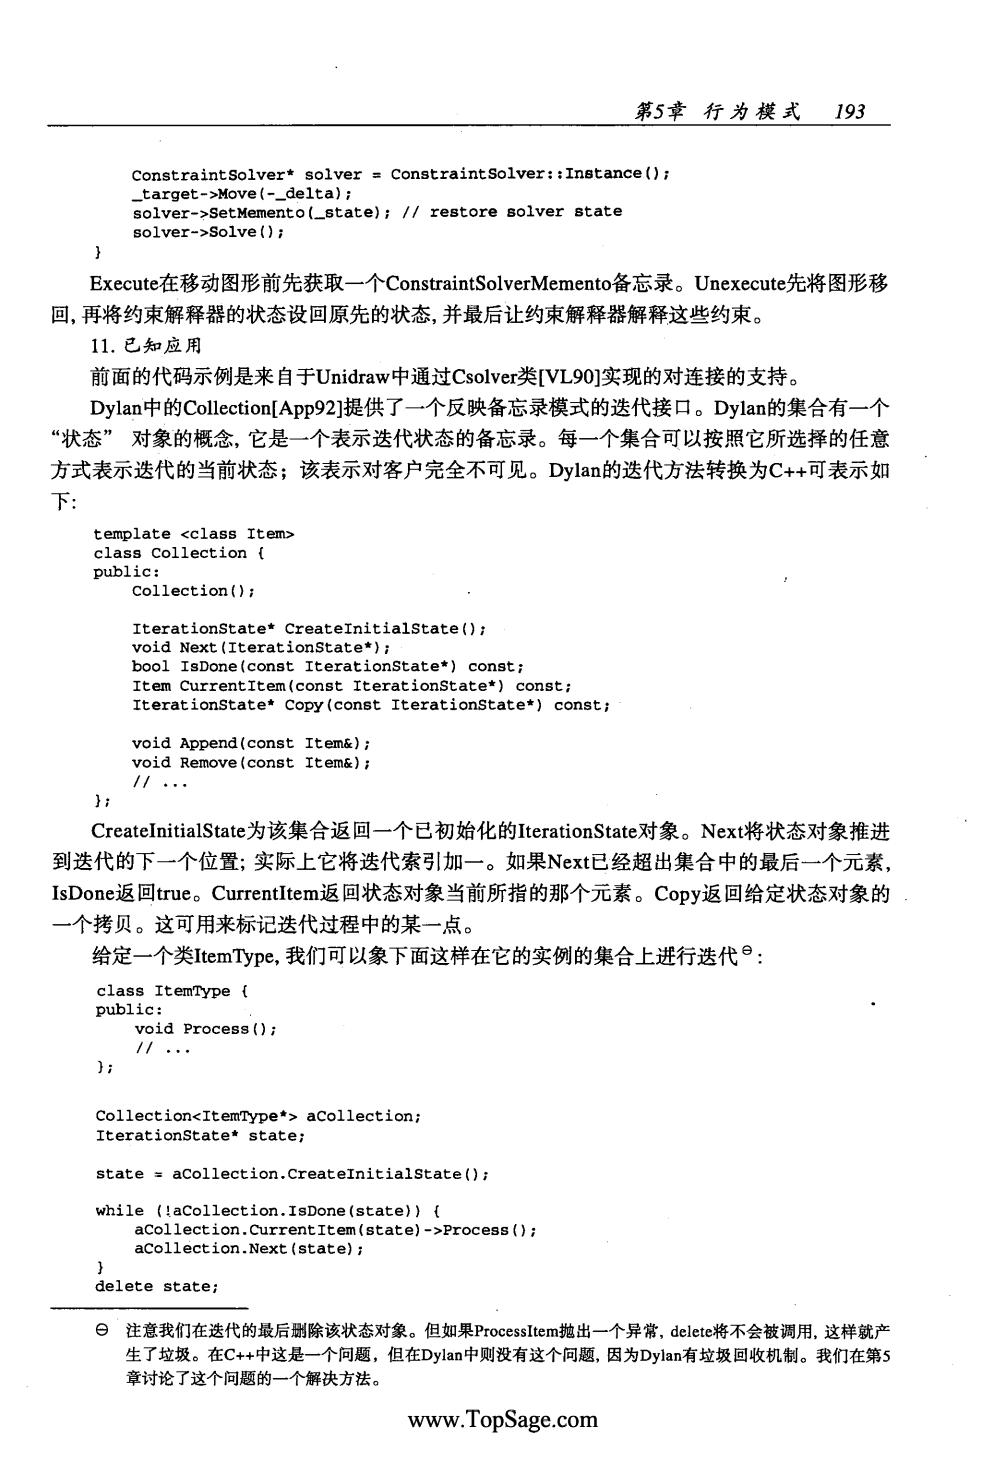 第5章 行为模式 193
ConstraintSolver* solver = ConstraintSolver::Instance();
_target->Move(-_delta);
solver->SetMemento(_state); // restore solver state
solver->Solve();
}
Execute在移动图形前先获取一个ConstraintSolverMemento备忘录。Unexecute先将图形移
回,再将约束解释器的状态设回原先的状态,并最后让约束解释器解释这些约束。
11. 已知应用
前面的代码示例是来自于Unidraw中通过Csolver类[VL90]实现的对连接的支持。
Dylan中的Collection[App92]提供了一个反映备忘录模式的迭代接口。Dylan的集合有一个
“状态” 对象的概念,它是一个表示迭代状态的备忘录。每一个集合可以按照它所选择的任意
方式表示迭代的当前状态；该表示对客户完全不可见。Dylan的迭代方法转换为C++可表示如
下:
template <class Item>
class Collection {
public:
Collection();
IterationState* CreateInitialState();
void Next(IterationState*);
bool IsDone(const IterationState*) const;
Item CurrentItem(const IterationState*) const;
IterationState* Copy(const IterationState*) const;
void Append(const Item&);
void Remove(const Item&);
// ...
};
CreateInitialState为该集合返回一个已初始化的IterationState对象。Next将状态对象推进
到迭代的下一个位置; 实际上它将迭代索引加一。如果Next已经超出集合中的最后一个元素,
IsDone返回true。CurrentItem返回状态对象当前所指的那个元素。Copy返回给定状态对象的
一个拷贝。这可用来标记迭代过程中的某一点。
给定一个类ItemType,我们可以象下面这样在它的实例的集合上进行迭代⊖:
class ItemType {
public:
void Process();
// ...
};
Collection<ItemType*> aCollection;
IterationState* state;
state = aCollection.CreateInitialState();
while (!aCollection.IsDone(state)) {
aCollection.CurrentItem(state)->Process();
aCollection.Next(state);
}
delete state;
⊖ 注意我们在迭代的最后删除该状态对象。但如果ProcessItem抛出一个异常, delete将不会被调用, 这样就产
生了垃圾。在C++中这是一个问题，但在Dylan中则没有这个问题, 因为Dylan有垃圾回收机制。我们在第5
章讨论了这个问题的一个解决方法。
www.TopSage.com